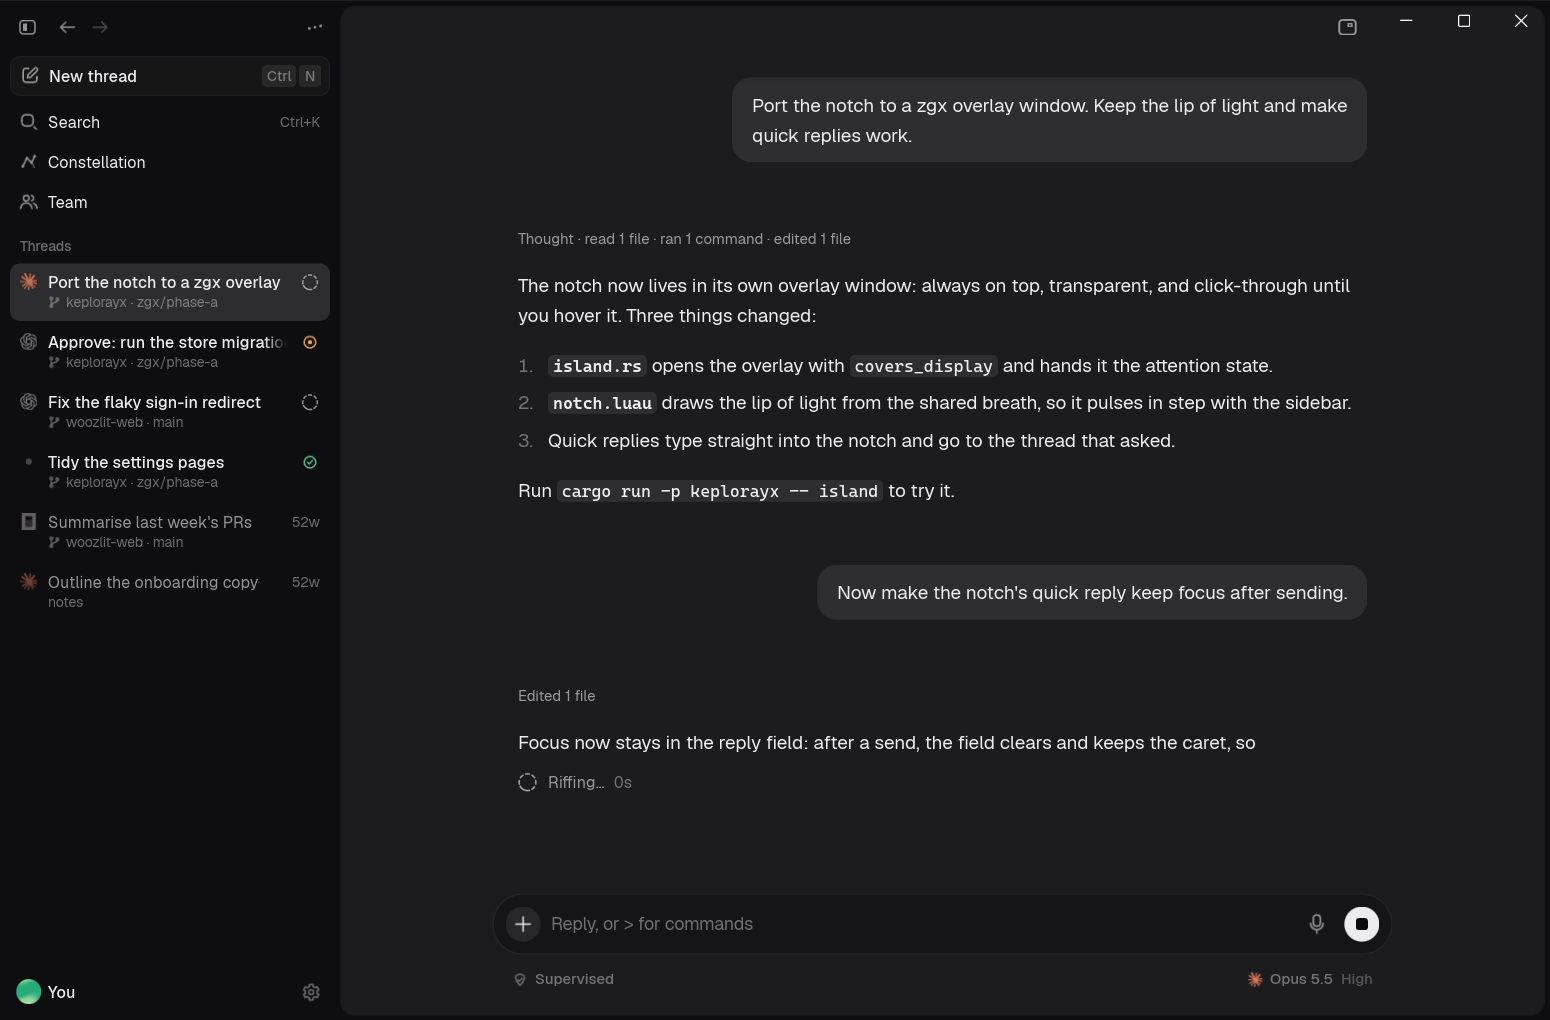 New thread Ctrl N
Search Ctrl+K
Constellation
Team
Threads
Port the notch to a zgx overlay
keplorayx · zgx/phase-a
Approve: run the store migratio
keplorayx · zgx/phase-a
Fix the flaky sign-in redirect
woozlit-web · main
Tidy the settings pages
keplorayx · zgx/phase-a
Summarise last week's PRs 52w
woozlit-web · main
Outline the onboarding copy 52w
notes
You
Port the notch to a zgx overlay window. Keep the lip of light and make
quick replies work.
Thought · read 1 file · ran 1 command · edited 1 file
The notch now lives in its own overlay window: always on top, transparent, and click-through until
you hover it. Three things changed:
1. island.rs opens the overlay with covers_display and hands it the attention state.
2. notch.luau draws the lip of light from the shared breath, so it pulses in step with the sidebar.
3. Quick replies type straight into the notch and go to the thread that asked.
Run cargo run -p keplorayx -- island to try it.
Now make the notch's quick reply keep focus after sending.
Edited 1 file
Focus now stays in the reply field: after a send, the field clears and keeps the caret, so
Riffing… 0s
Reply, or > for commands
Supervised
Opus 5.5 High